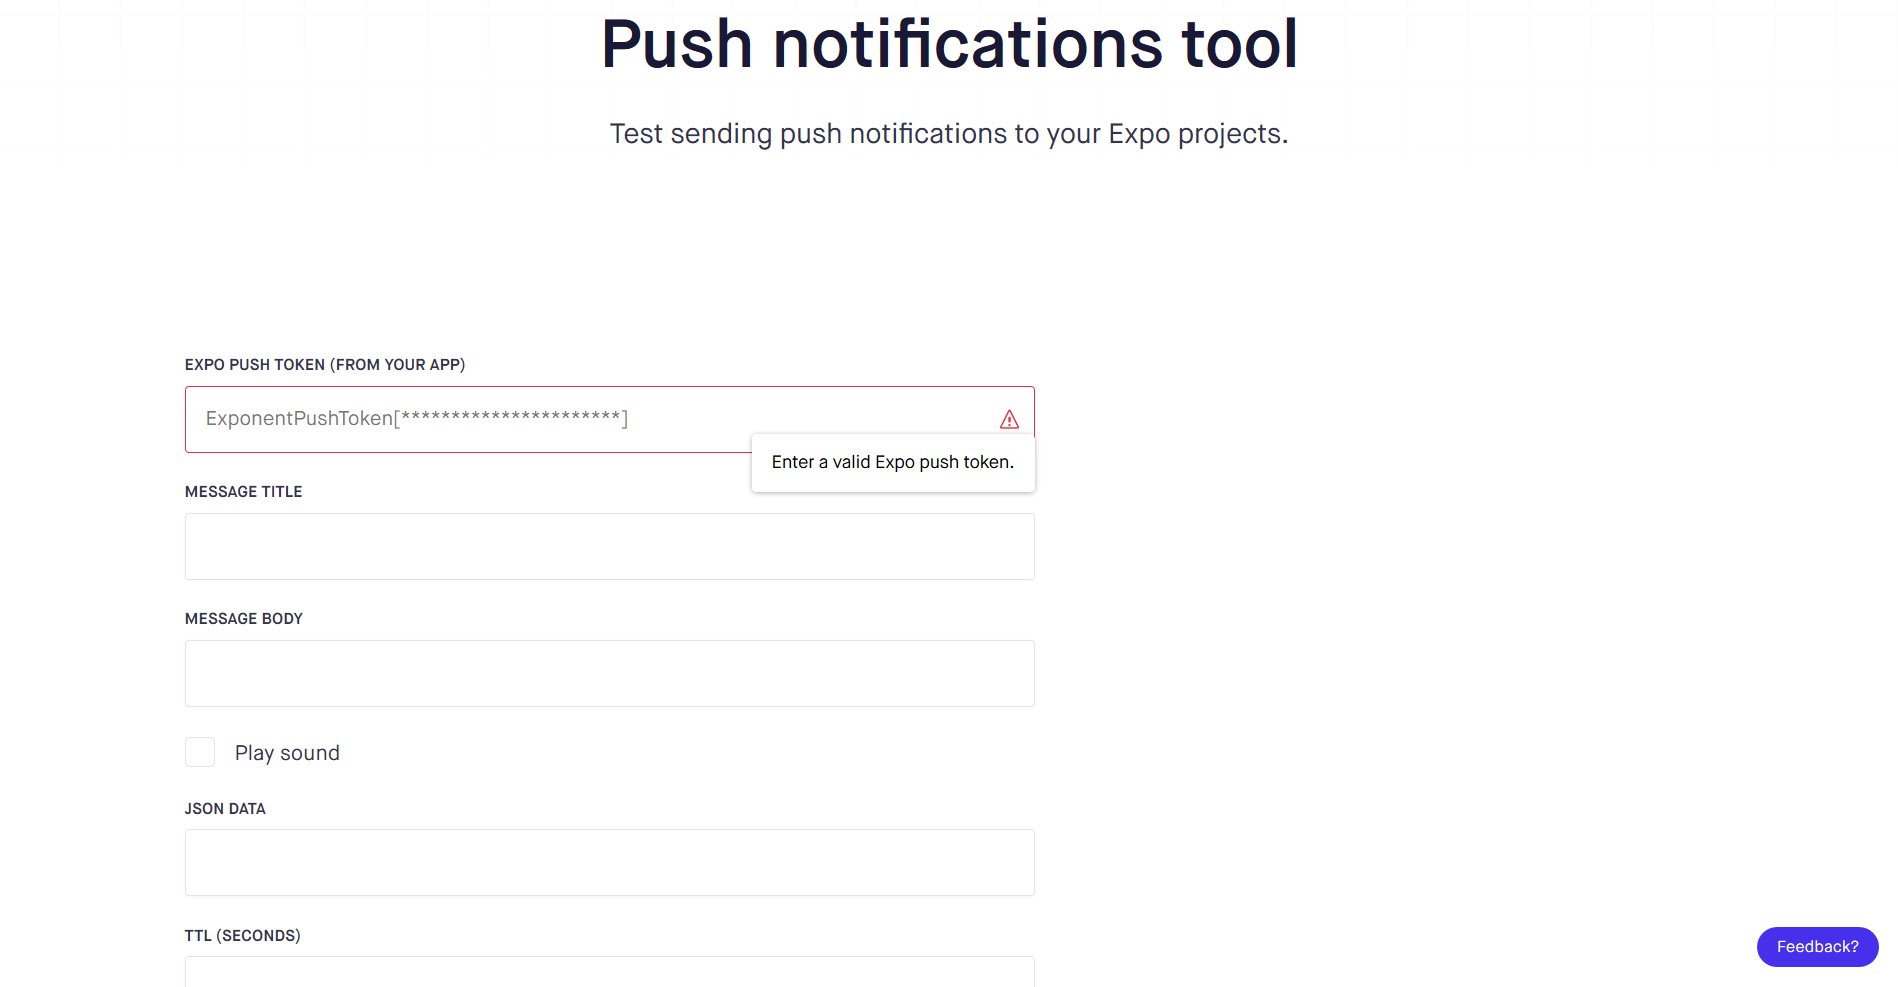 Push notifications tool
Test sending push notifications to your Expo projects.
EXPO PUSH TOKEN (FROM YOUR APP)
ExponentPushToken[**********************]
Enter a valid Expo push token.
MESSAGE TITLE
MESSAGE BODY
Play sound
JSON DATA
TTL (SECONDS)
Feedback?